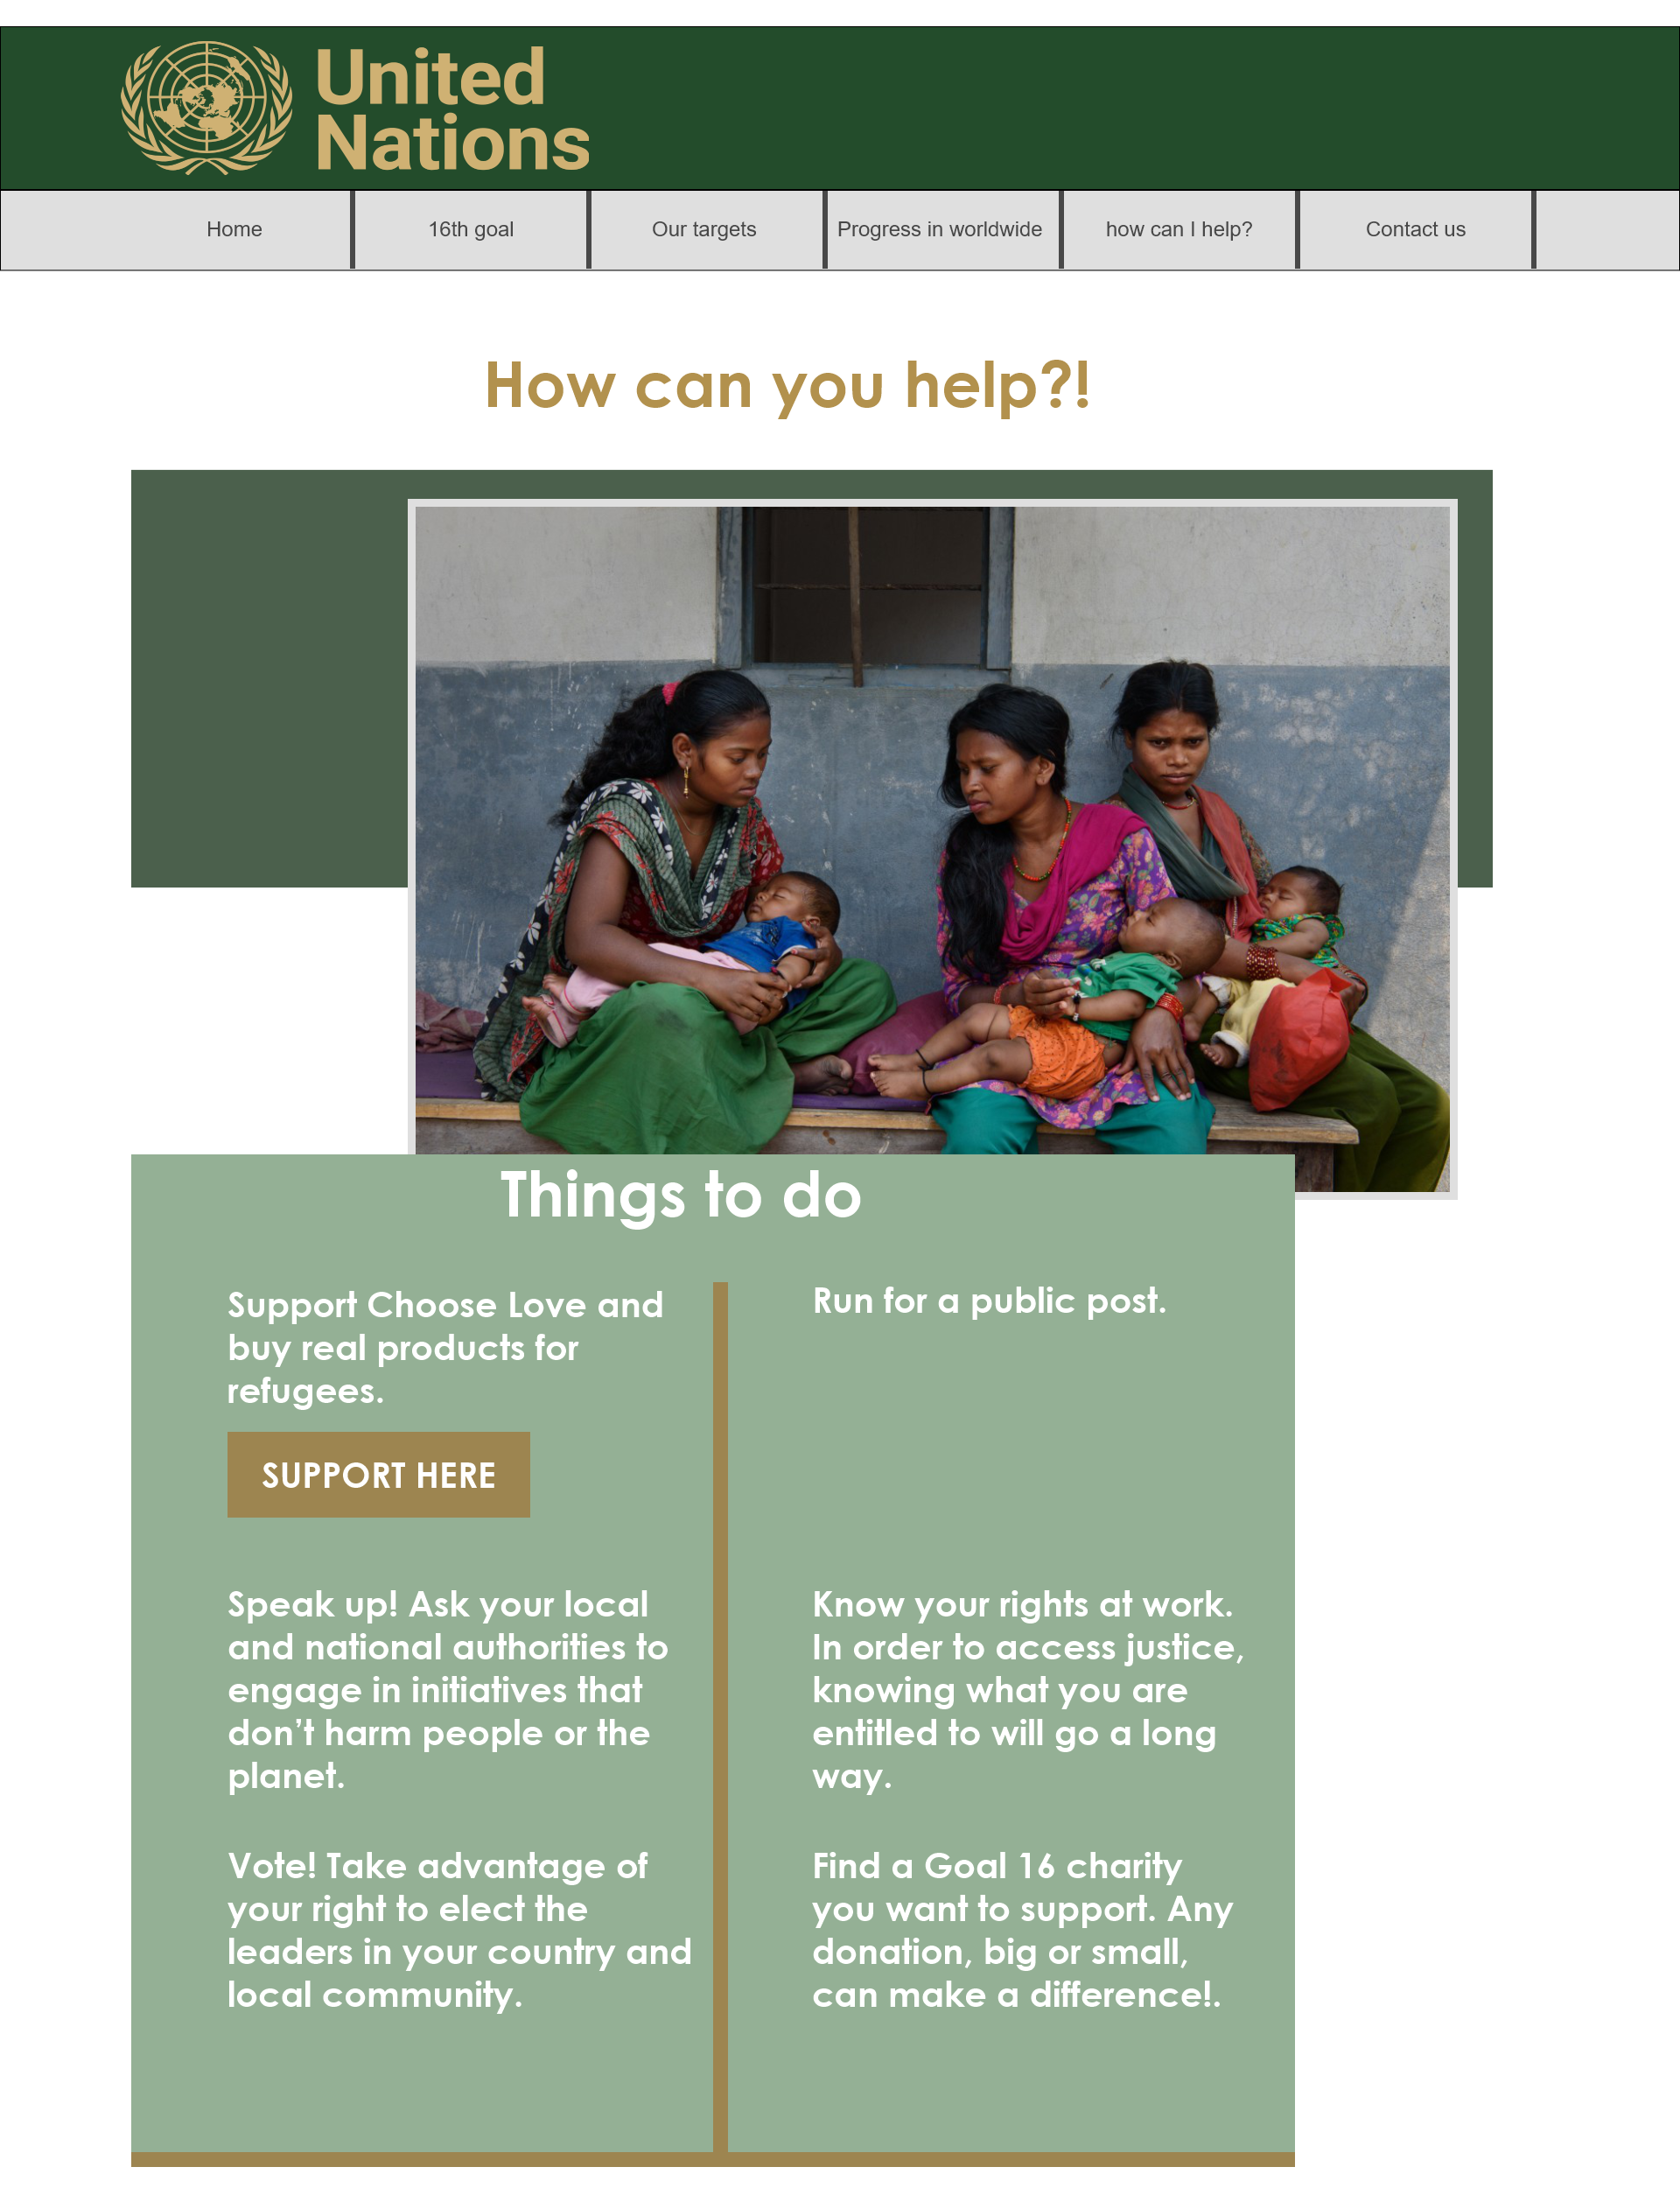 United
Nations
Home
16th goal
Our targets
Progress in worldwide
how can I help?
Contact us
How can you help?!
Things to do
Support Choose Love and
buy real products for
refugees.
SUPPORT HERE
Speak up! Ask your local
and national authorities to
engage in initiatives that
don’t harm people or the
planet.
Vote! Take advantage of
your right to elect the
leaders in your country and
local community.
Run for a public post.
Know your rights at work.
In order to access justice,
knowing what you are
entitled to will go a long
way.
Find a Goal 16 charity
you want to support. Any
donation, big or small,
can make a difference!.